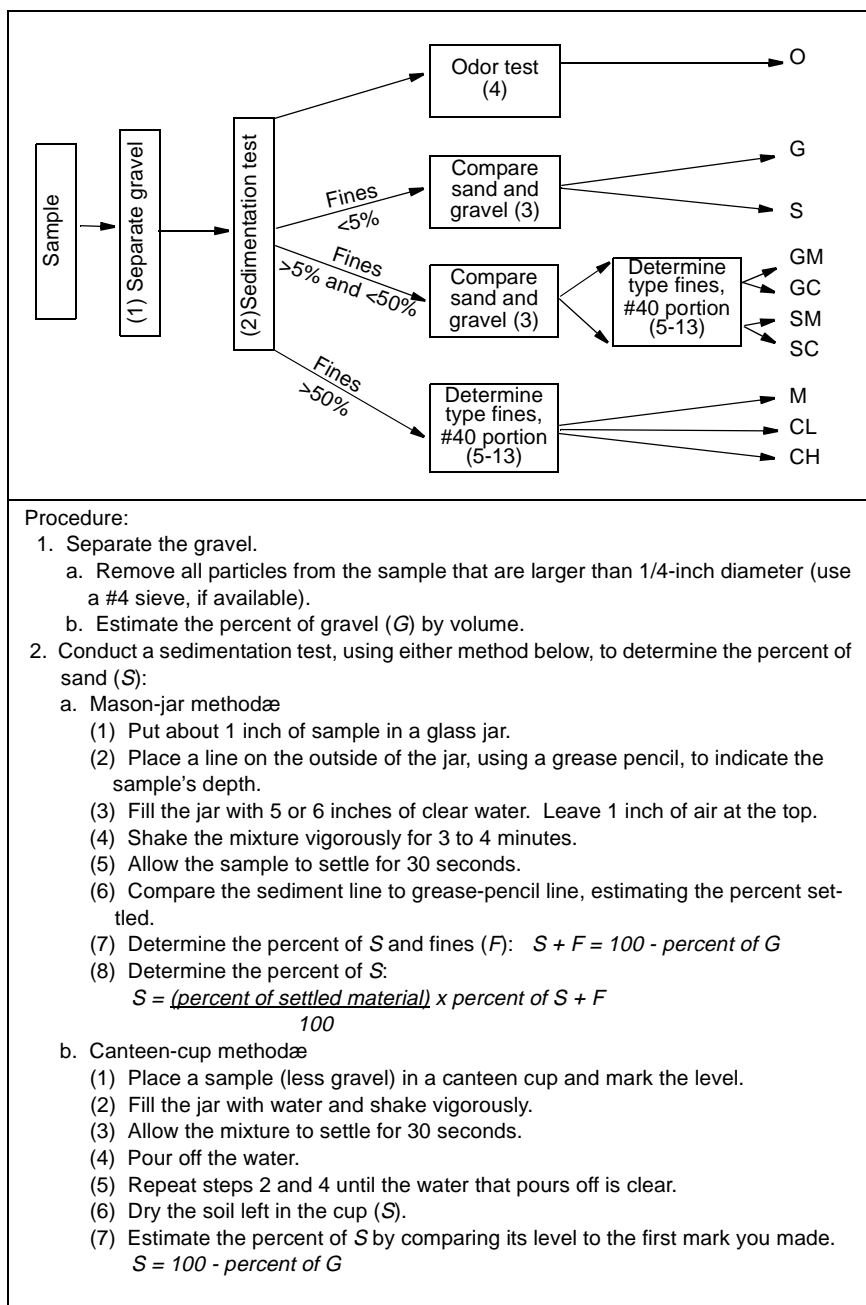 Sample
(1) Separate gravel
(2)Sedimentation test
Odor test
(4)
O
Fines
<5%
Compare
sand and
gravel (3)
G
S
Fines
>5% and <50%
Compare
sand and
gravel (3)
Determine
type fines,
#40 portion
(5-13)
GM
GC
SM
SC
Fines
>50%
Determine
type fines,
#40 portion
(5-13)
M
CL
CH
Procedure:
1. Separate the gravel.
a. Remove all particles from the sample that are larger than 1/4-inch diameter (use
a #4 sieve, if available).
b. Estimate the percent of gravel (G) by volume.
2. Conduct a sedimentation test, using either method below, to determine the percent of
sand (S):
a. Mason-jar methodæ
(1) Put about 1 inch of sample in a glass jar.
(2) Place a line on the outside of the jar, using a grease pencil, to indicate the
sample's depth.
(3) Fill the jar with 5 or 6 inches of clear water. Leave 1 inch of air at the top.
(4) Shake the mixture vigorously for 3 to 4 minutes.
(5) Allow the sample to settle for 30 seconds.
(6) Compare the sediment line to grease-pencil line, estimating the percent set-
tled.
(7) Determine the percent of S and fines (F): S + F = 100 - percent of G
(8) Determine the percent of S:
S = (percent of settled material) x percent of S + F
100
b. Canteen-cup methodæ
(1) Place a sample (less gravel) in a canteen cup and mark the level.
(2) Fill the jar with water and shake vigorously.
(3) Allow the mixture to settle for 30 seconds.
(4) Pour off the water.
(5) Repeat steps 2 and 4 until the water that pours off is clear.
(6) Dry the soil left in the cup (S).
(7) Estimate the percent of S by comparing its level to the first mark you made.
S = 100 - percent of G